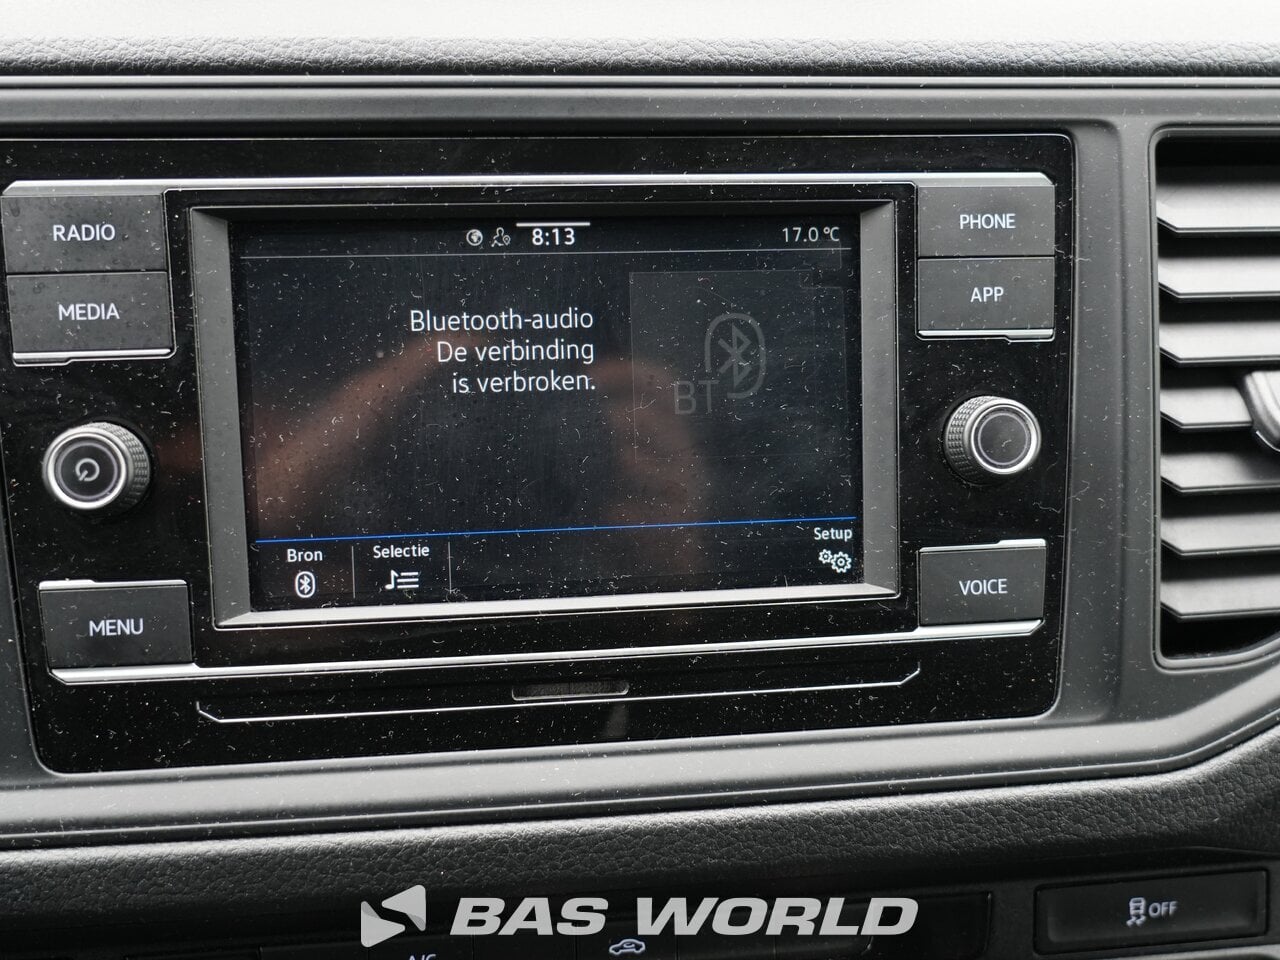 RADIO
MEDIA
MENU
8:13
17.0 °C
Bluetooth-audio
De verbinding
is verbroken.
BT
Bron
Selectie
Setup
PHONE
APP
VOICE
OFF
A/C
BAS WORLD